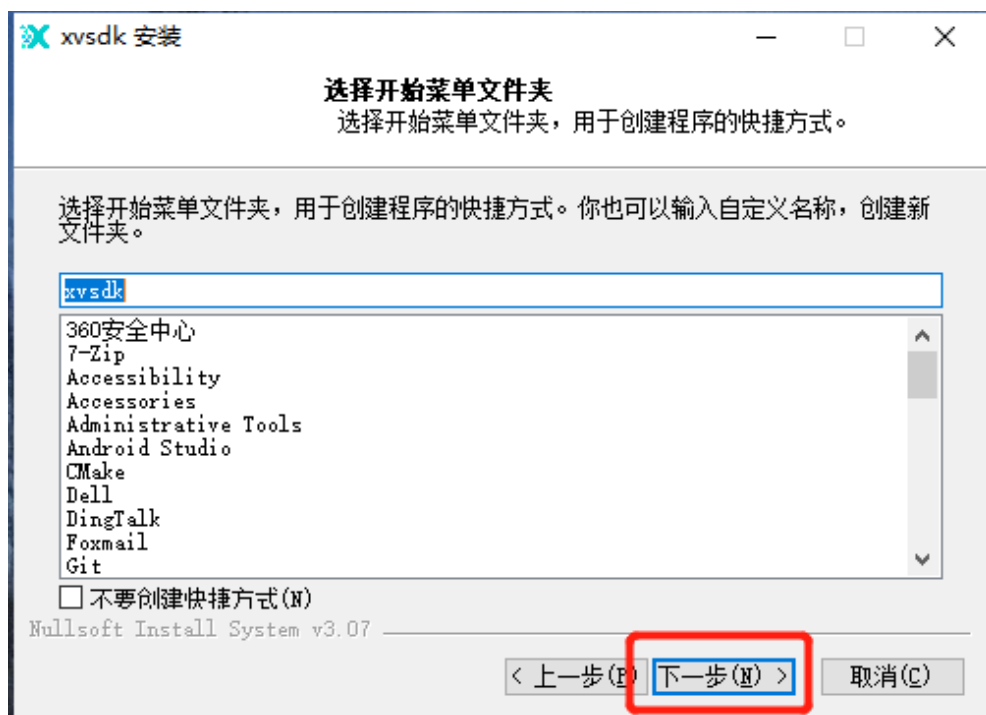 xvsdk 安装
选择开始菜单文件夹
选择开始菜单文件夹，用于创建程序的快捷方式。
选择开始菜单文件夹，用于创建程序的快捷方式。你也可以输入自定义名称，创建新
文件夹。
xvsdk
360安全中心
7-Zip
Accessibility
Accessories
Administrative Tools
Android Studio
CMake
Dell
DingTalk
Foxmail
Git
不要创建快捷方式(N)
Nullsoft Install System v3.07
< 上一步(P) 下一步(N) > 取消(C)